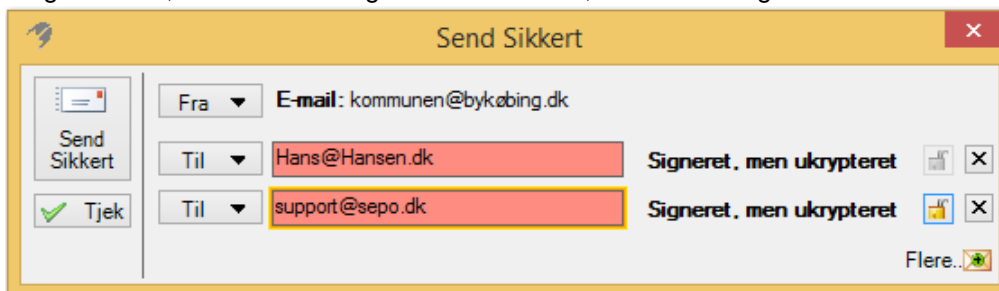 Send Sikkert
Send
Sikkert
Fra E-mail: kommunen@bykøbing.dk
Til Hans@Hansen.dk Signeret, men ukrypteret
Tjek
Til support@sepo.dk Signeret, men ukrypteret
Flere..